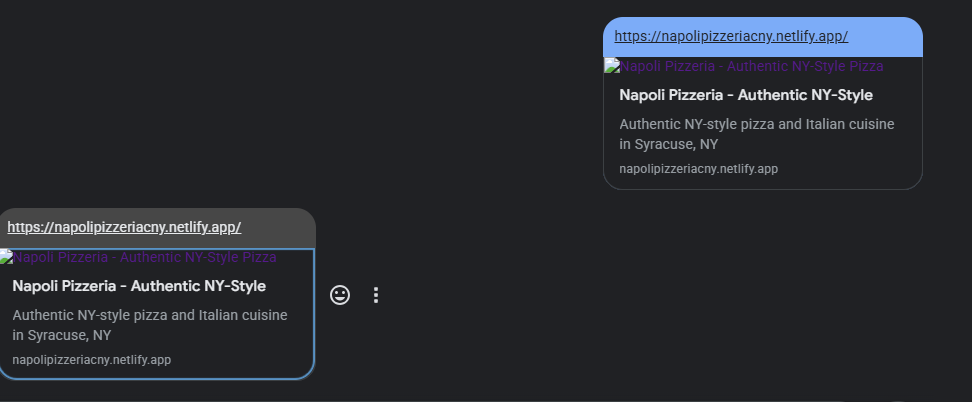 https://napolipizzeriacny.netlify.app/
Napoli Pizzeria - Authentic NY-Style Pizza
Napoli Pizzeria - Authentic NY-Style
Authentic NY-style pizza and Italian cuisine
in Syracuse, NY
napolipizzeriacny.netlify.app
https://napolipizzeriacny.netlify.app/
Napoli Pizzeria - Authentic NY-Style Pizza
Napoli Pizzeria - Authentic NY-Style
Authentic NY-style pizza and Italian cuisine
in Syracuse, NY
napolipizzeriacny.netlify.app